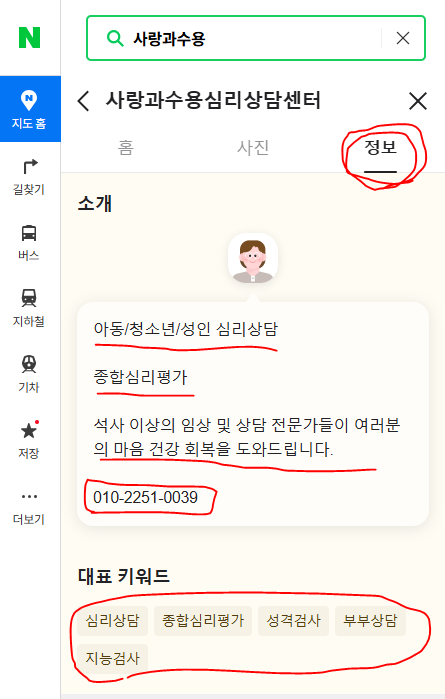 N
사랑과수용
사랑과수용심리상담센터
지도 홈
홈 사진 정보
길찾기
소개
버스
지하철
아동/청소년/성인 심리상담
기차
종합심리평가
석사 이상의 임상 및 상담 전문가들이 여러분
저장
의 마음 건강 회복을 도와드립니다.
010-2251-0039
더보기
대표 키워드
심리상담 종합심리평가 성격검사 부부상담
지능검사